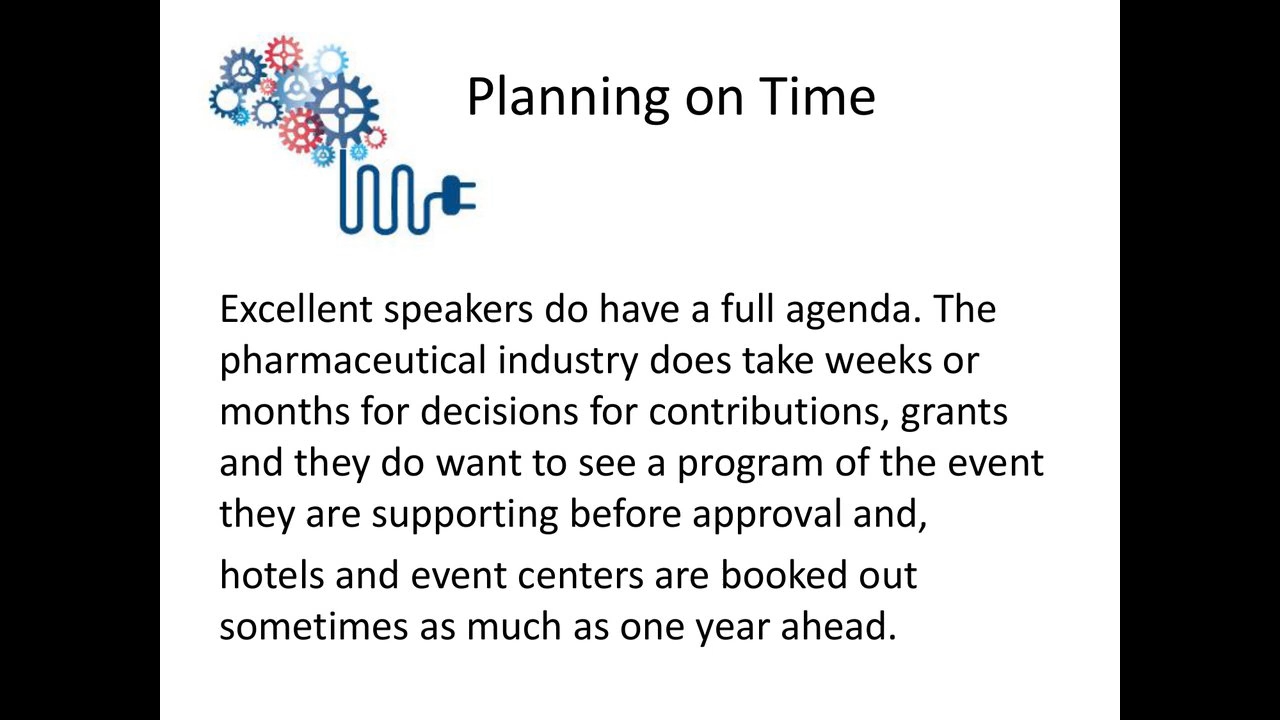 Planning on Time
Excellent speakers do have a full agenda. The
pharmaceutical industry does take weeks or
months for decisions for contributions, grants
and they do want to see a program of the event
they are supporting before approval and,
hotels and event centers are booked out
sometimes as much as one year ahead.